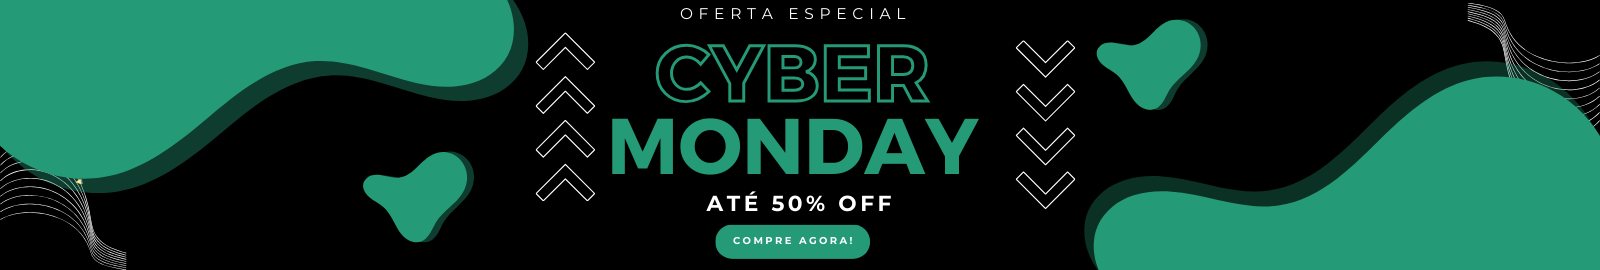 OFERTA ESPECIAL
CYBER
MONDAY
ATÉ 50% OFF
COMPRE AGORA!